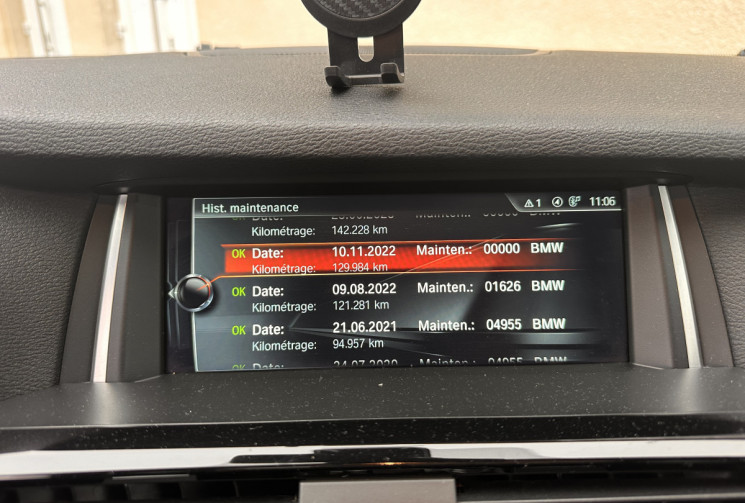 Hist. maintenance 1 11:06
Kilométrage: 142.228 km
OK Date: 10.11.2022 Mainten.: 00000 BMW
Kilométrage: 129.984 km
OK Date: 09.08.2022 Mainten.: 01626 BMW
Kilométrage: 121.281 km
OK Date: 21.06.2021 Mainten.: 04955 BMW
Kilométrage: 94.957 km